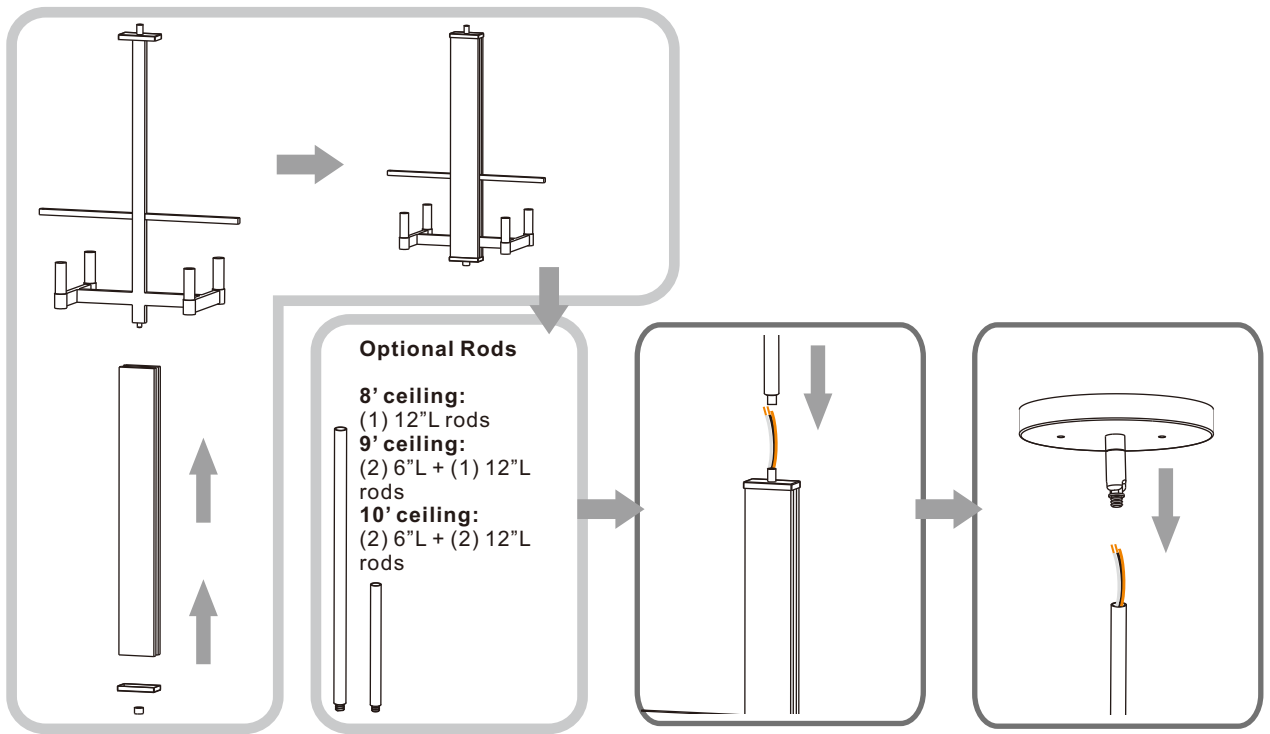 Optional Rods
8’ ceiling:
(1) 12”L rods
9’ ceiling:
(2) 6”L + (1) 12”L
rods
10’ ceiling:
(2) 6”L + (2) 12”L
rods